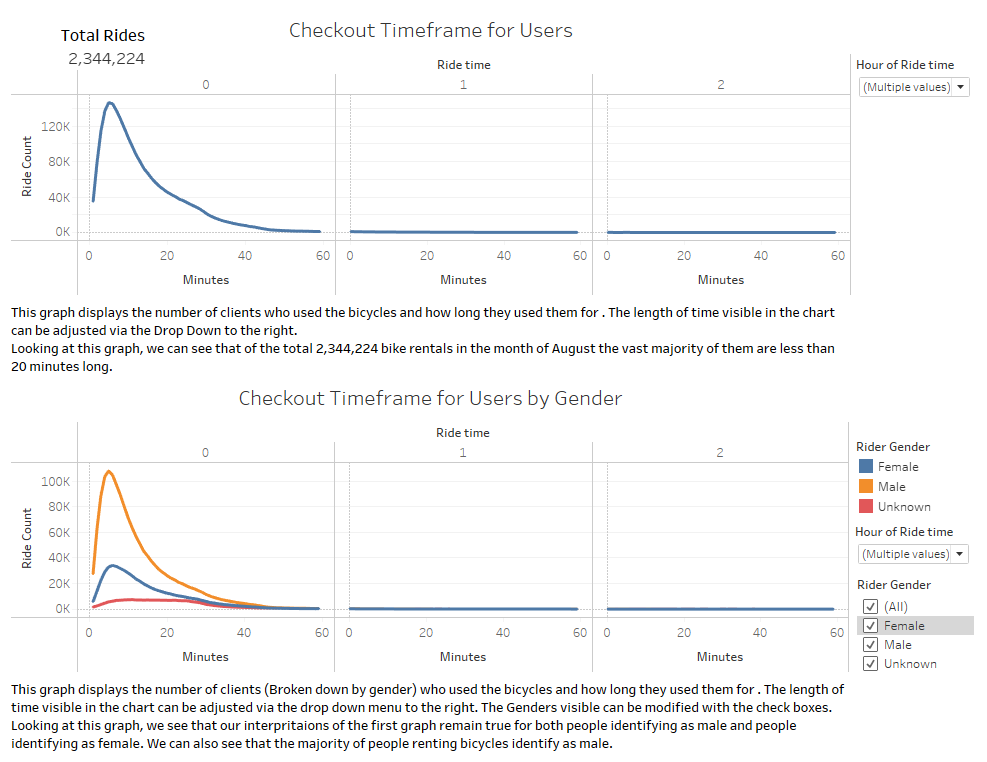 Checkout Timeframe for Users
Total Rides
2,344,224
Ride time
0
1
2
Hour of Ride time
(Multiple values)
Ride Count
120K
80K
40K
0K
0
20
40
60
0
20
40
60
0
20
40
60
Minutes
Minutes
Minutes
This graph displays the number of clients who used the bicycles and how long they used them for . The length of time visible in the chart
can be adjusted via the Drop Down to the right.
Looking at this graph, we can see that of the total 2,344,224 bike rentals in the month of August the vast majority of them are less than
20 minutes long.
Checkout Timeframe for Users by Gender
Ride time
0
1
2
Ride Count
100K
80K
60K
40K
20K
0K
0
20
40
60
0
20
40
60
0
20
40
60
Minutes
Minutes
Minutes
Rider Gender
Female
Male
Unknown
Hour of Ride time
(Multiple values)
Rider Gender
(All)
Female
Male
Unknown
This graph displays the number of clients (Broken down by gender) who used the bicycles and how long they used them for . The length of
time visible in the chart can be adjusted via the drop down menu to the right. The Genders visible can be modified with the check boxes.
Looking at this graph, we see that our interpritaions of the first graph remain true for both people identifying as male and people
identifying as female. We can also see that the majority of people renting bicycles identify as male.